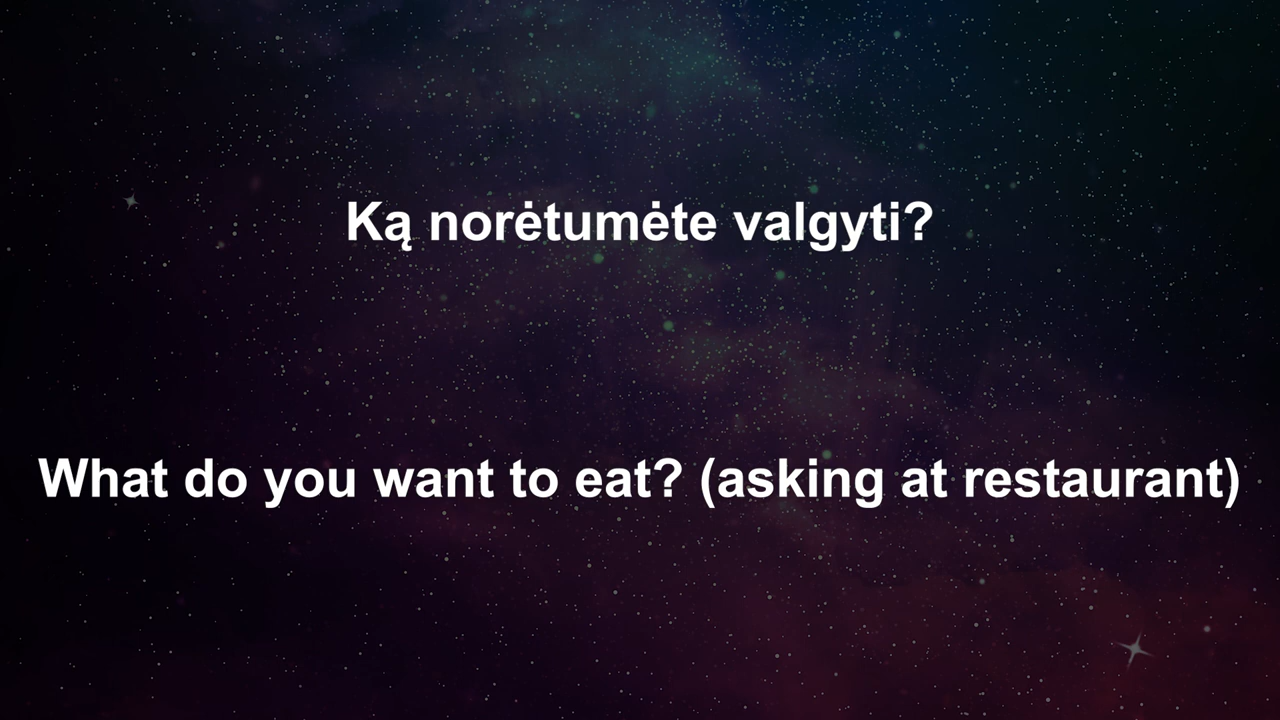 Ką norėtumėte valgyti?
What do you want to eat? (asking at restaurant)